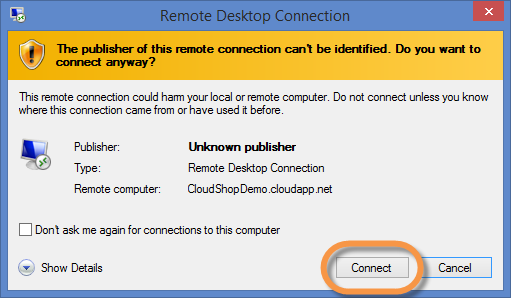 Remote Desktop Connection
The publisher of this remote connection can't be identified. Do you want to
connect anyway?
This remote connection could harm your local or remote computer. Do not connect unless you know
where this connection came from or have used it before.
Publisher: Unknown publisher
Type: Remote Desktop Connection
Remote computer: CloudShopDemo.cloudapp.net
Don't ask me again for connections to this computer
Show Details Connect Cancel